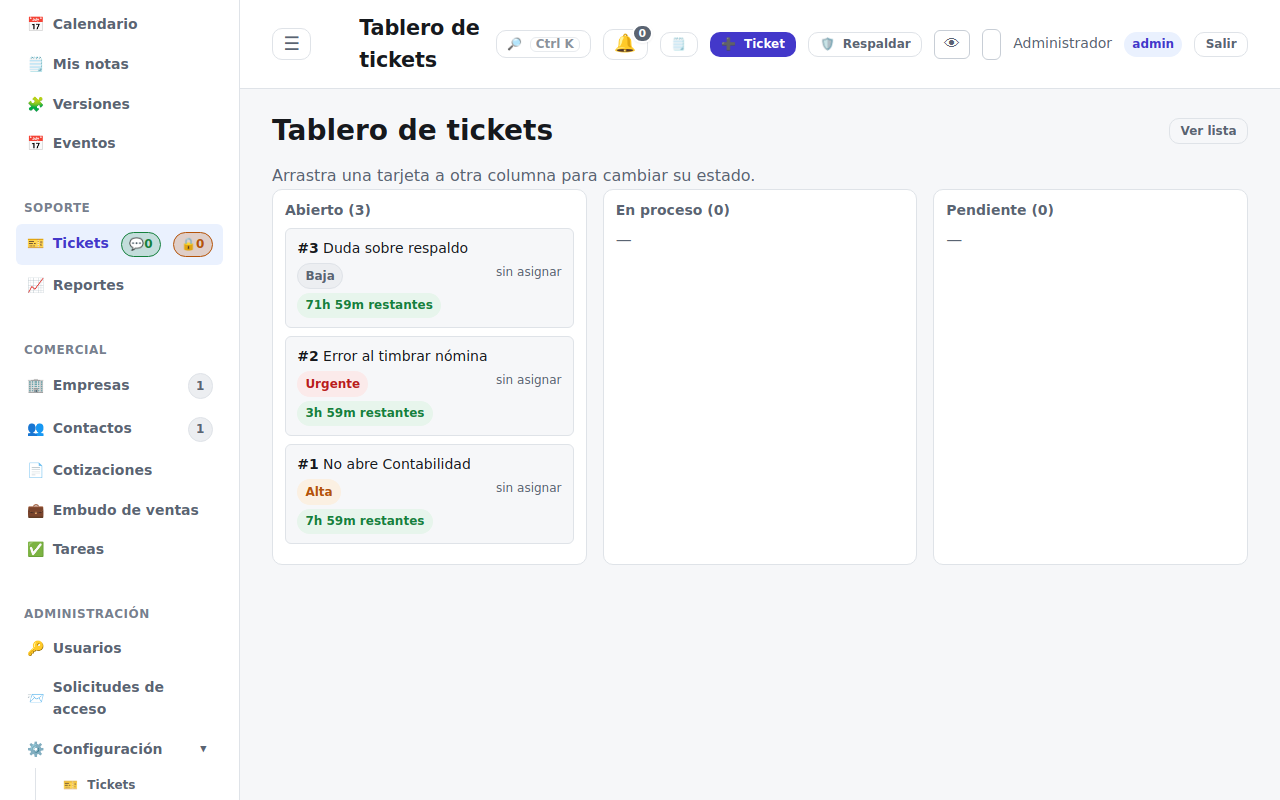 Calendario
Mis notas
Versiones
Eventos
SOPORTE
Tickets 0 0
Reportes
COMERCIAL
Empresas 1
Contactos 1
Cotizaciones
Embudo de ventas
Tareas
ADMINISTRACIÓN
Usuarios
Solicitudes de
acceso
Configuración ▼
Tickets
☰ Tablero de
tickets
Ctrl K 0 Ticket Respaldar Administrador admin Salir
Tablero de tickets
Ver lista
Arrastra una tarjeta a otra columna para cambiar su estado.
Abierto (3)
#3 Duda sobre respaldo
Baja sin asignar
71h 59m restantes
#2 Error al timbrar nómina
Urgente sin asignar
3h 59m restantes
#1 No abre Contabilidad
Alta sin asignar
7h 59m restantes
En proceso (0)
—
Pendiente (0)
—